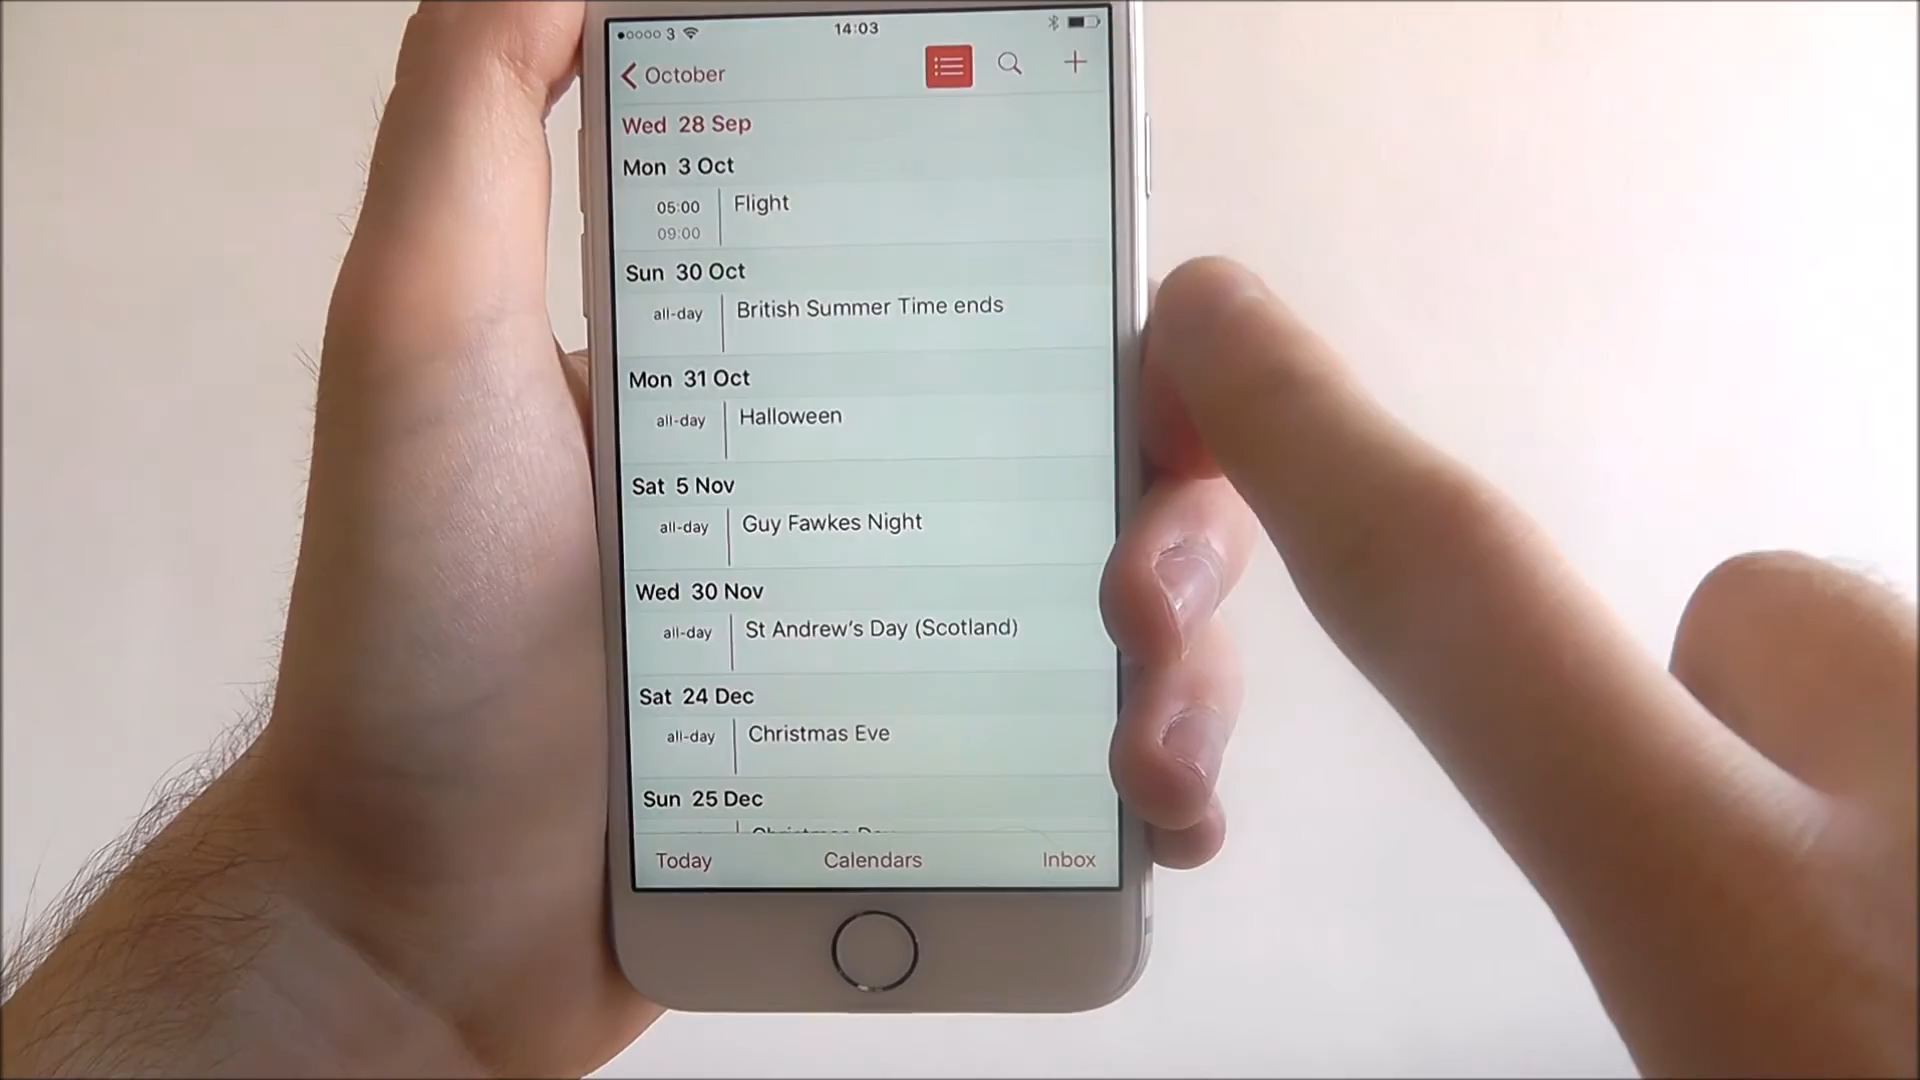 3 14:03
October
Wed 28 Sep
Mon 3 Oct
05:00 Flight
09:00
Sun 30 Oct
all-day British Summer Time ends
Mon 31 Oct
all-day Halloween
Sat 5 Nov
all-day Guy Fawkes Night
Wed 30 Nov
all-day St Andrew’s Day (Scotland)
Sat 24 Dec
all-day Christmas Eve
Sun 25 Dec
Today Calendars Inbox